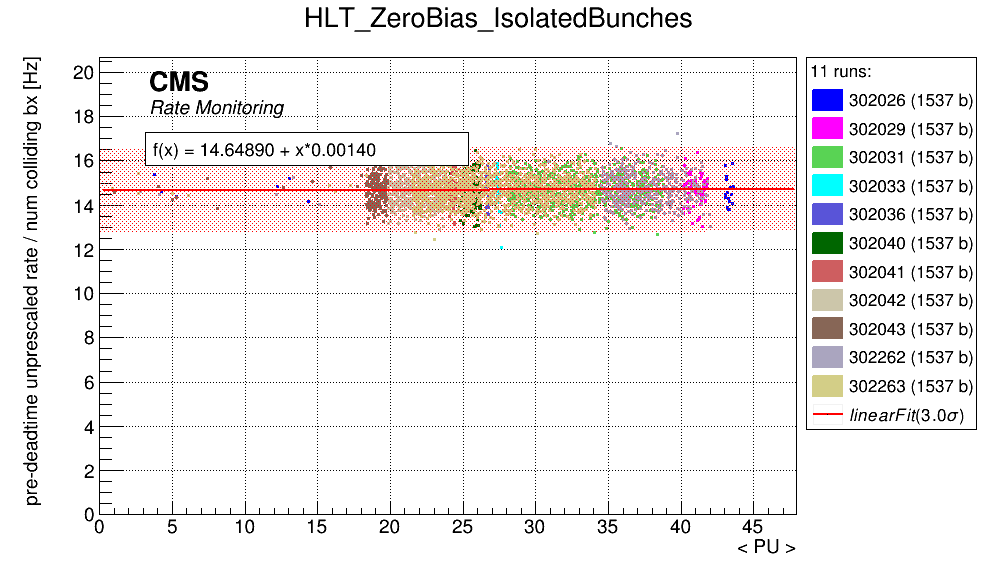 HLT_ZeroBias_IsolatedBunches
pre-deadtime unprescaled rate / num colliding bx [Hz]
CMS
Rate Monitoring
f(x) = 14.64890 + x*0.00140
20
18
16
14
12
10
8
6
4
2
0
0 5 10 15 20 25 30 35 40 45
< PU >
11 runs:
302026 (1537 b)
302029 (1537 b)
302031 (1537 b)
302033 (1537 b)
302036 (1537 b)
302040 (1537 b)
302041 (1537 b)
302042 (1537 b)
302043 (1537 b)
302262 (1537 b)
302263 (1537 b)
linearFit(3.0σ)